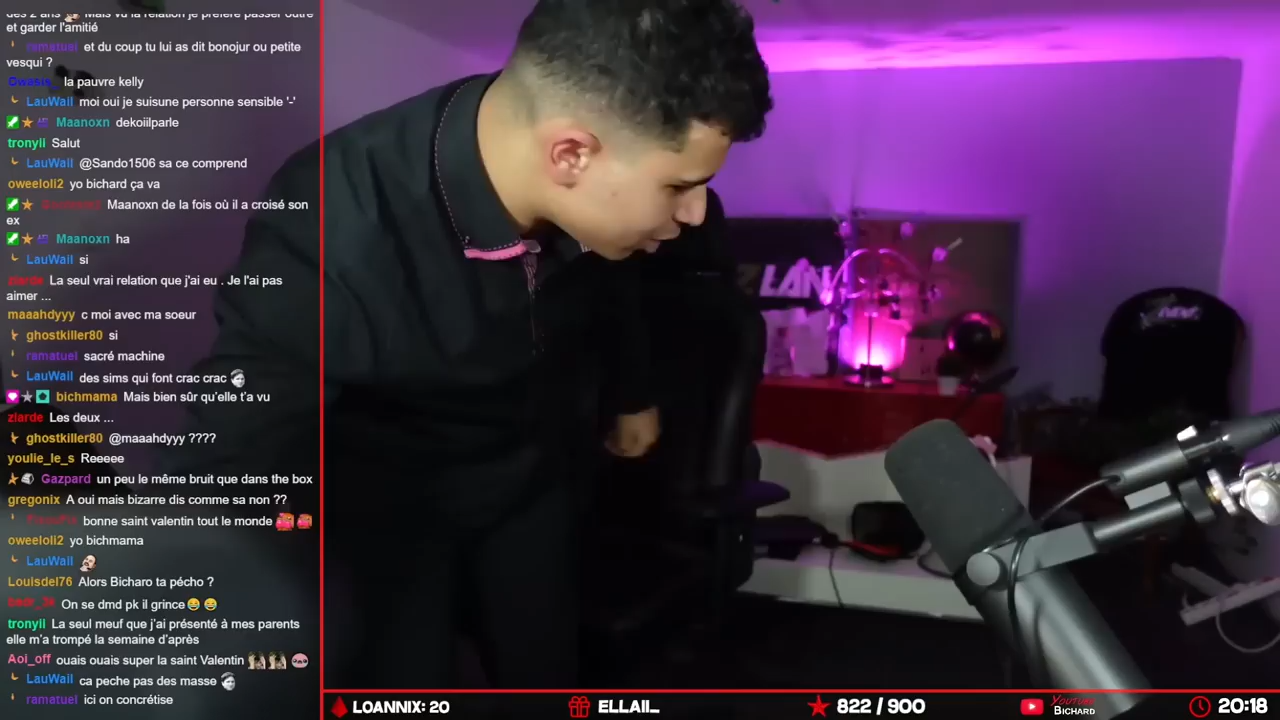 des 2 ans Mais vu la relation je préfère passer outre
et garder l'amitié
ramatuel et du coup tu lui as dit bonojur ou petite
vesqui ?
la pauvre kelly
LauWail moi oui je suisune personne sensible '-'
Maanoxn dekoiilparle
tronyii Salut
LauWail @Sando1506 sa ce comprend
oweeloli2 yo bichard ça va
Maanoxn de la fois où il a croisé son
ex
Maanoxn ha
LauWail si
ziarde La seul vrai relation que j'ai eu . Je l'ai pas
aimer ...
maaahdyyy c moi avec ma soeur
ghostkiller80 si
ramatuel sacré machine
LauWail des sims qui font crac crac
bichmama Mais bien sûr qu'elle t'a vu
ziarde Les deux ...
ghostkiller80 @maaahdyyy ????
youlie_le_s Reeeee
Gazpard un peu le même bruit que dans the box
gregonix A oui mais bizarre dis comme sa non ??
bonne saint valentin tout le monde
oweeloli2 yo bichmama
LauWail
Louisdel76 Alors Bicharo ta pécho ?
On se dmd pk il grince😂 😂
tronyii La seul meuf que j'ai présenté à mes parents
elle m'a trompé la semaine d'après
Aoi_off ouais ouais super la saint Valentin
LauWail ca peche pas des masse
ramatuel ici on concrétise
LAN
LOANNIX: 20
ELLAII_
822 / 900
YouTube
Bichard
20:18